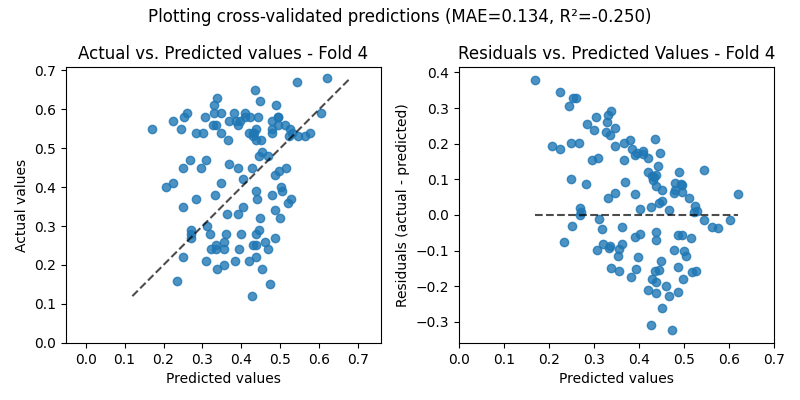 Plotting cross-validated predictions (MAE=0.134, R²=-0.250)
Actual vs. Predicted values - Fold 4
0.7
0.6
0.5
0.4
0.3
0.2
0.1
0.0
Actual values
0.0 0.1 0.2 0.3 0.4 0.5 0.6 0.7
Predicted values
Residuals vs. Predicted Values - Fold 4
0.4
0.3
0.2
0.1
0.0
−0.1
−0.2
−0.3
Residuals (actual - predicted)
0.0 0.1 0.2 0.3 0.4 0.5 0.6 0.7
Predicted values